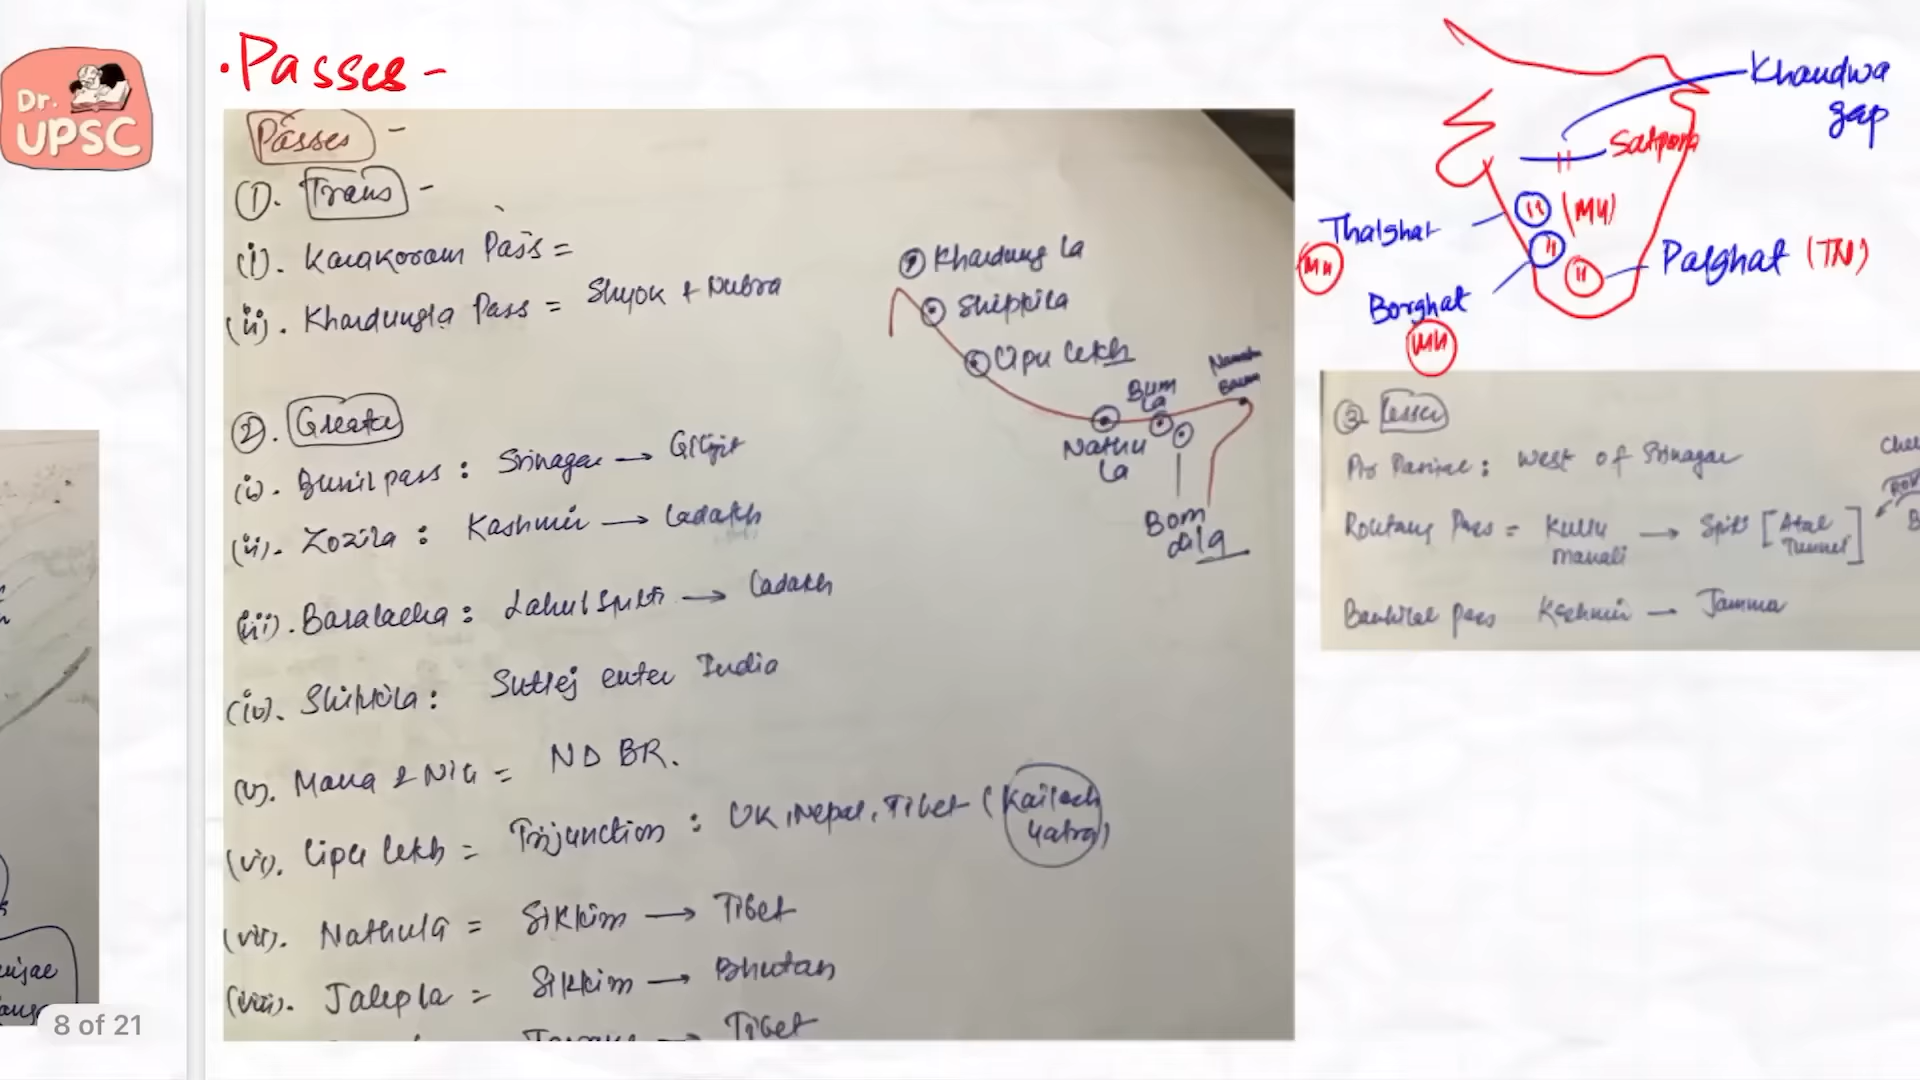 Dr.
UPSC
• Passes -
Passes -
①. Trans -
(i). Karakoram Pass =
(ii). Khardungla Pass = Shyok & Nubra
②. Greater
(i). Burzil pass : Srinagar → Gilgit
(ii). Zozila : Kashmir → Ladakh
(iii). Baralacha : Lahul Spiti → Ladakh
(iv). Shipkila : Sutlej enter India
(v). Mana & Niti = ND BR.
(vi). Lipu Lekh = Trijunction : UK, Nepal, Tibet (Kailash Yatra)
(vii). Nathula = Sikkim → Tibet
(viii). Jalepla = Sikkim → Bhutan
→ Tibet
Khardung la
Shipkila
Lipu Lekh
Nathu
La
Bum
La
Bom
dila
Khandwa
gap
Satpura
Thalghat
MH
(MH)
Borghat
MH
Palghat (TN)
③ Lesser
Pir Panjal : West of Srinagar
Rohtang Pass = Kullu manali → Spiti [Atal Tunnel]
Banihal pass Kashmir — Jammu
8 of 21